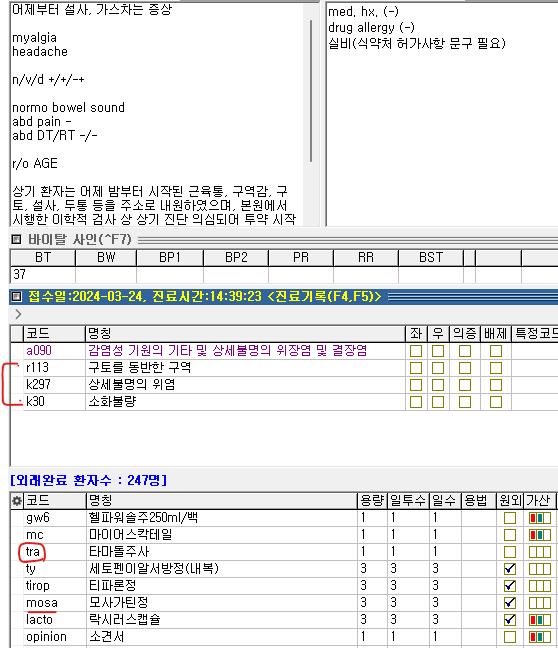 어제부터 설사, 가스차는 증상
myalgia
headache
n/v/d +/+/-+
normo bowel sound
abd pain -
abd DT/RT -/-
r/o AGE
상기 환자는 어제 밤부터 시작된 근육통, 구역감, 구
토, 설사, 두통 등을 주소로 내원하였으며, 본원에서
시행한 이학적 검사 상 상기 진단 의심되어 투약 시작
med, hx, (-)
drug allergy (-)
실비(식약처 허가사항 문구 필요)
바이탈 사인(^F7)
BT BW BP1 BP2 PR RR BST
37
접수일:2024-03-24, 진료시간:14:39:23 <진료기록(F4,F5)>
코드 명칭 좌 우 의증 배제 특정코드
a090 감염성 기원의 기타 및 상세불명의 위장염 및 결장염
r113 구토를 동반한 구역
k297 상세불명의 위염
k30 소화불량
[외래완료 환자수 : 247명]
코드 명칭 용량 일투수 일수 용법 원외 가산
gw6 헬파워솔주250ml/백 1 1 1
mc 마이어스칵테일 1 1 1
tra 타마돌주사 1 1 1
ty 세토펜이알서방정(내복) 3 3 3
tirop 티파론정 3 3 3
mosa 모사가틴정 3 3 3
lacto 락시러스캡슐 3 3 3
opinion 소견서 1 1 1